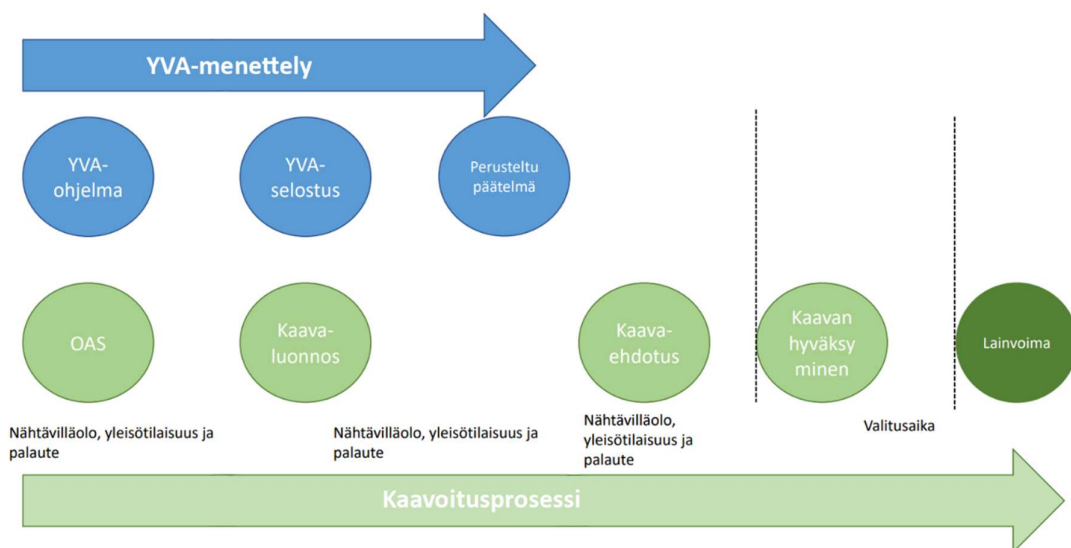 YVA-menettely
YVA-
ohjelma
YVA-
selostus
Perusteltu
päätelmä
OAS
Kaava-
luonnos
Kaava-
ehdotus
Kaavan
hyväksy
minen
Lainvoima
Nähtävilläolo, yleisötilaisuus ja
palaute
Nähtävilläolo, yleisötilaisuus ja
palaute
Nähtävilläolo,
yleisötilaisuus ja
palaute
Valitusaika
Kaavoitusprosessi